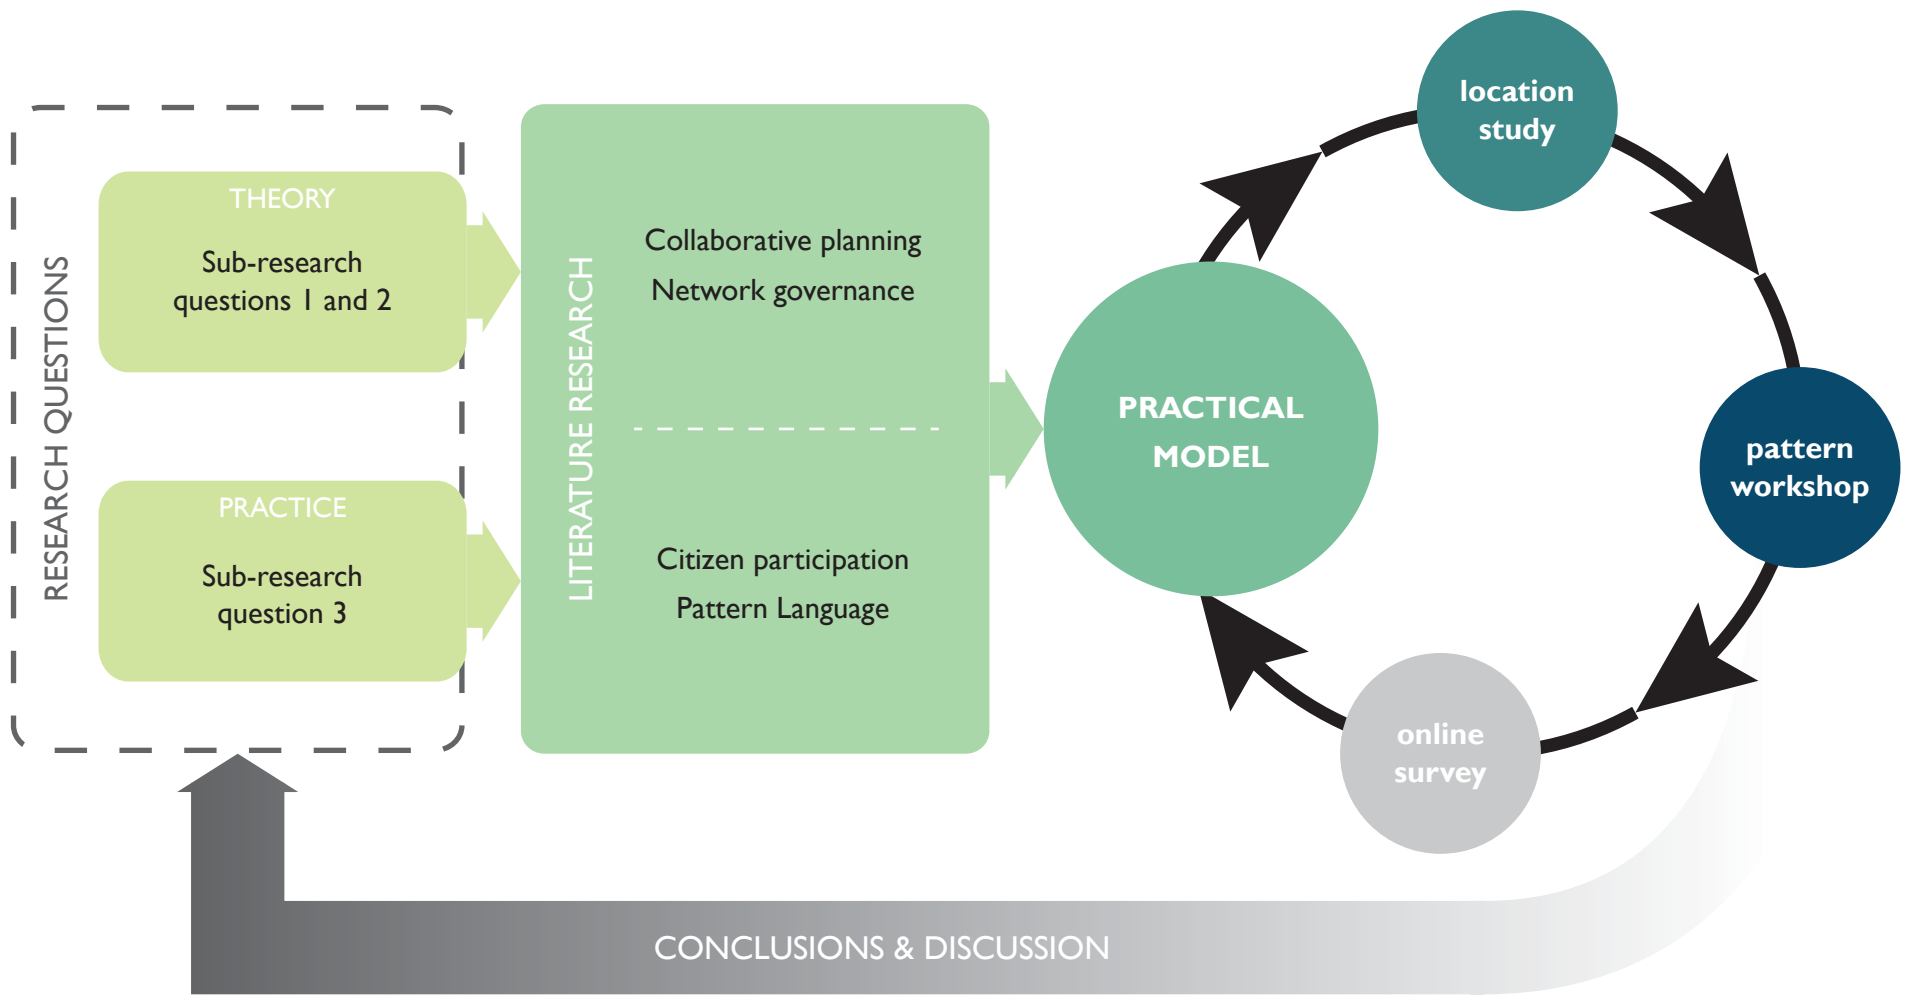 RESEARCH QUESTIONS
THEORY
Sub-research
questions 1 and 2
PRACTICE
Sub-research
question 3
LITERATURE RESEARCH
Collaborative planning
Network governance
Citizen participation
Pattern Language
PRACTICAL
MODEL
location
study
pattern
workshop
online
survey
CONCLUSIONS & DISCUSSION